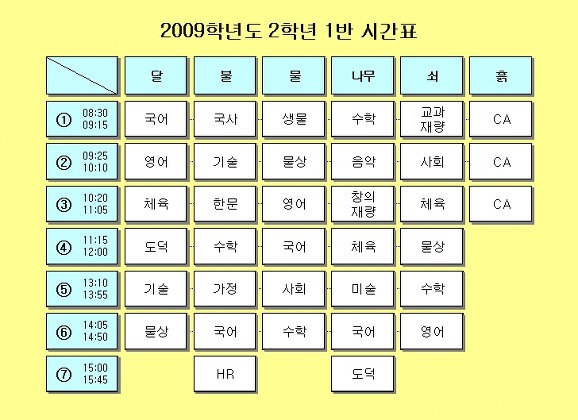 2009학년도 2학년 1반 시간표
달 불 물 나무 쇠 흙
① 08:30 09:15 국어 국사 생물 수학 교과 재량 CA
② 09:25 10:10 영어 기술 물상 음악 사회 CA
③ 10:20 11:05 체육 한문 영어 창의 재량 체육 CA
④ 11:15 12:00 도덕 수학 국어 체육 물상
⑤ 13:10 13:55 기술 가정 사회 미술 수학
⑥ 14:05 14:50 물상 국어 수학 국어 영어
⑦ 15:00 15:45 HR 도덕